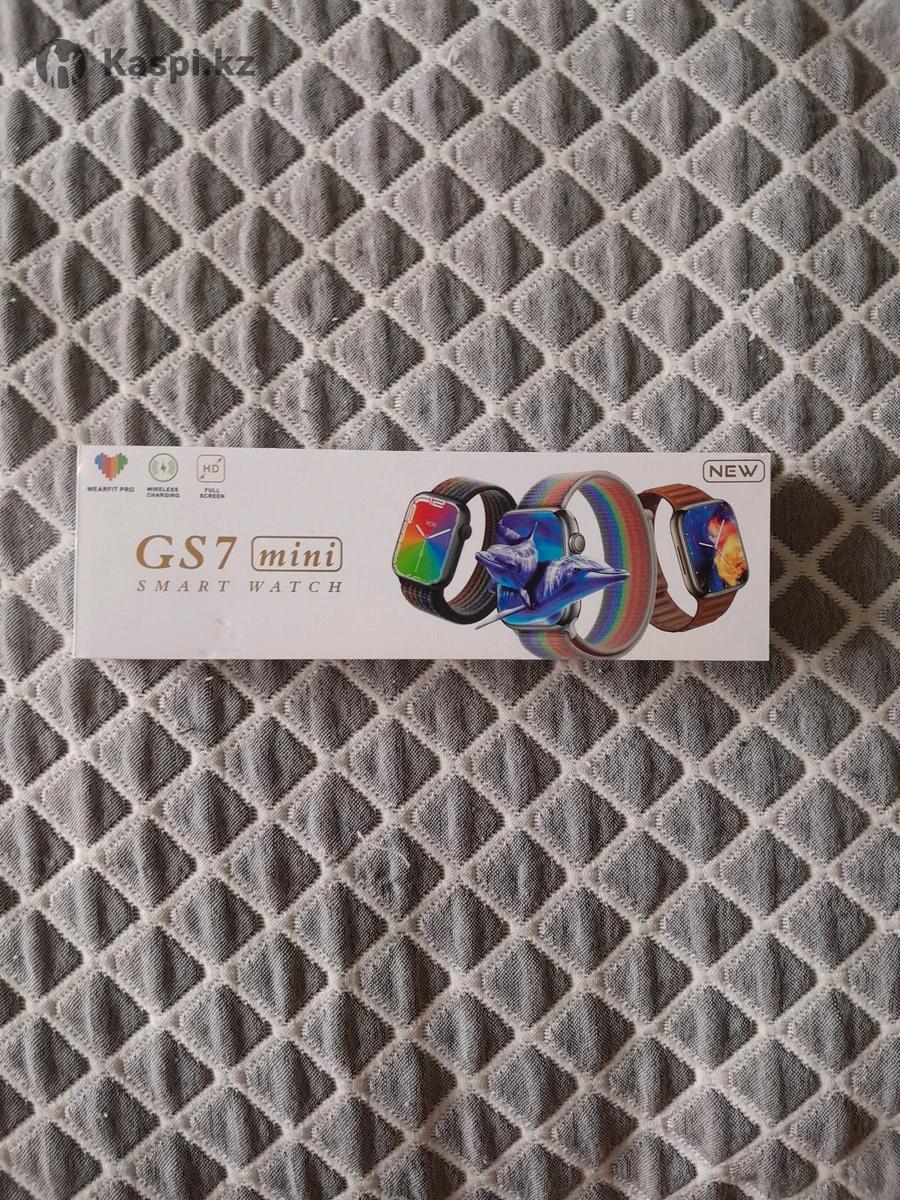 Kaspi.kz
WEARFIT PRO
WIRELESS
CHARGING
HD
FULL
SCREEN
NEW
GS7 mini
SMART WATCH